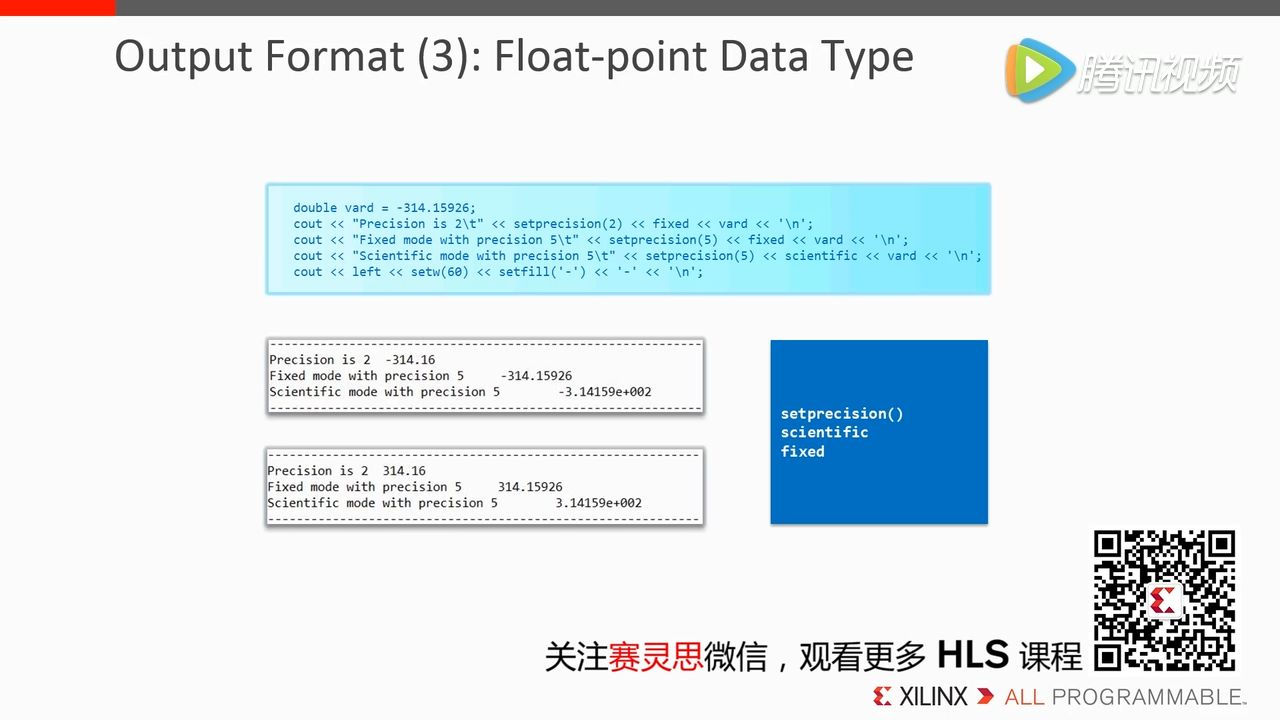 Output Format (3): Float-point Data Type
腾讯视频
double vard = -314.15926;
cout << "Precision is 2\t" << setprecision(2) << fixed << vard << '\n';
cout << "Fixed mode with precision 5\t" << setprecision(5) << fixed << vard << '\n';
cout << "Scientific mode with precision 5\t" << setprecision(5) << scientific << vard << '\n';
cout << left << setw(60) << setfill('-') << '-' << '\n';
------------------------------------------------------------
Precision is 2  -314.16
Fixed mode with precision 5     -314.15926
Scientific mode with precision 5        -3.14159e+002
------------------------------------------------------------
------------------------------------------------------------
Precision is 2  314.16
Fixed mode with precision 5     314.15926
Scientific mode with precision 5        3.14159e+002
------------------------------------------------------------
setprecision()
scientific
fixed
关注赛灵思微信，观看更多 HLS 课程
XILINX ALL PROGRAMMABLE™